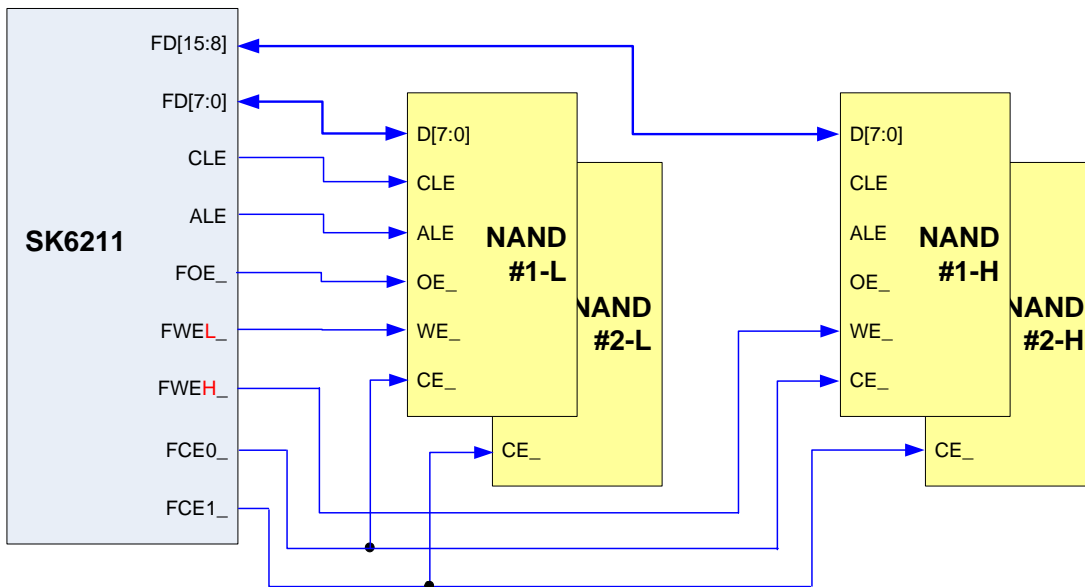 FD[15:8]
FD[7:0]
CLE
ALE
SK6211
FOE_
FWEL_
FWEH_
FCE0_
FCE1_
D[7:0]
CLE
ALE
OE_
WE_
CE_
NAND
#1-L
NAND
#2-L
CE_
D[7:0]
CLE
ALE
OE_
WE_
CE_
NAND
#1-H
NAND
#2-H
CE_